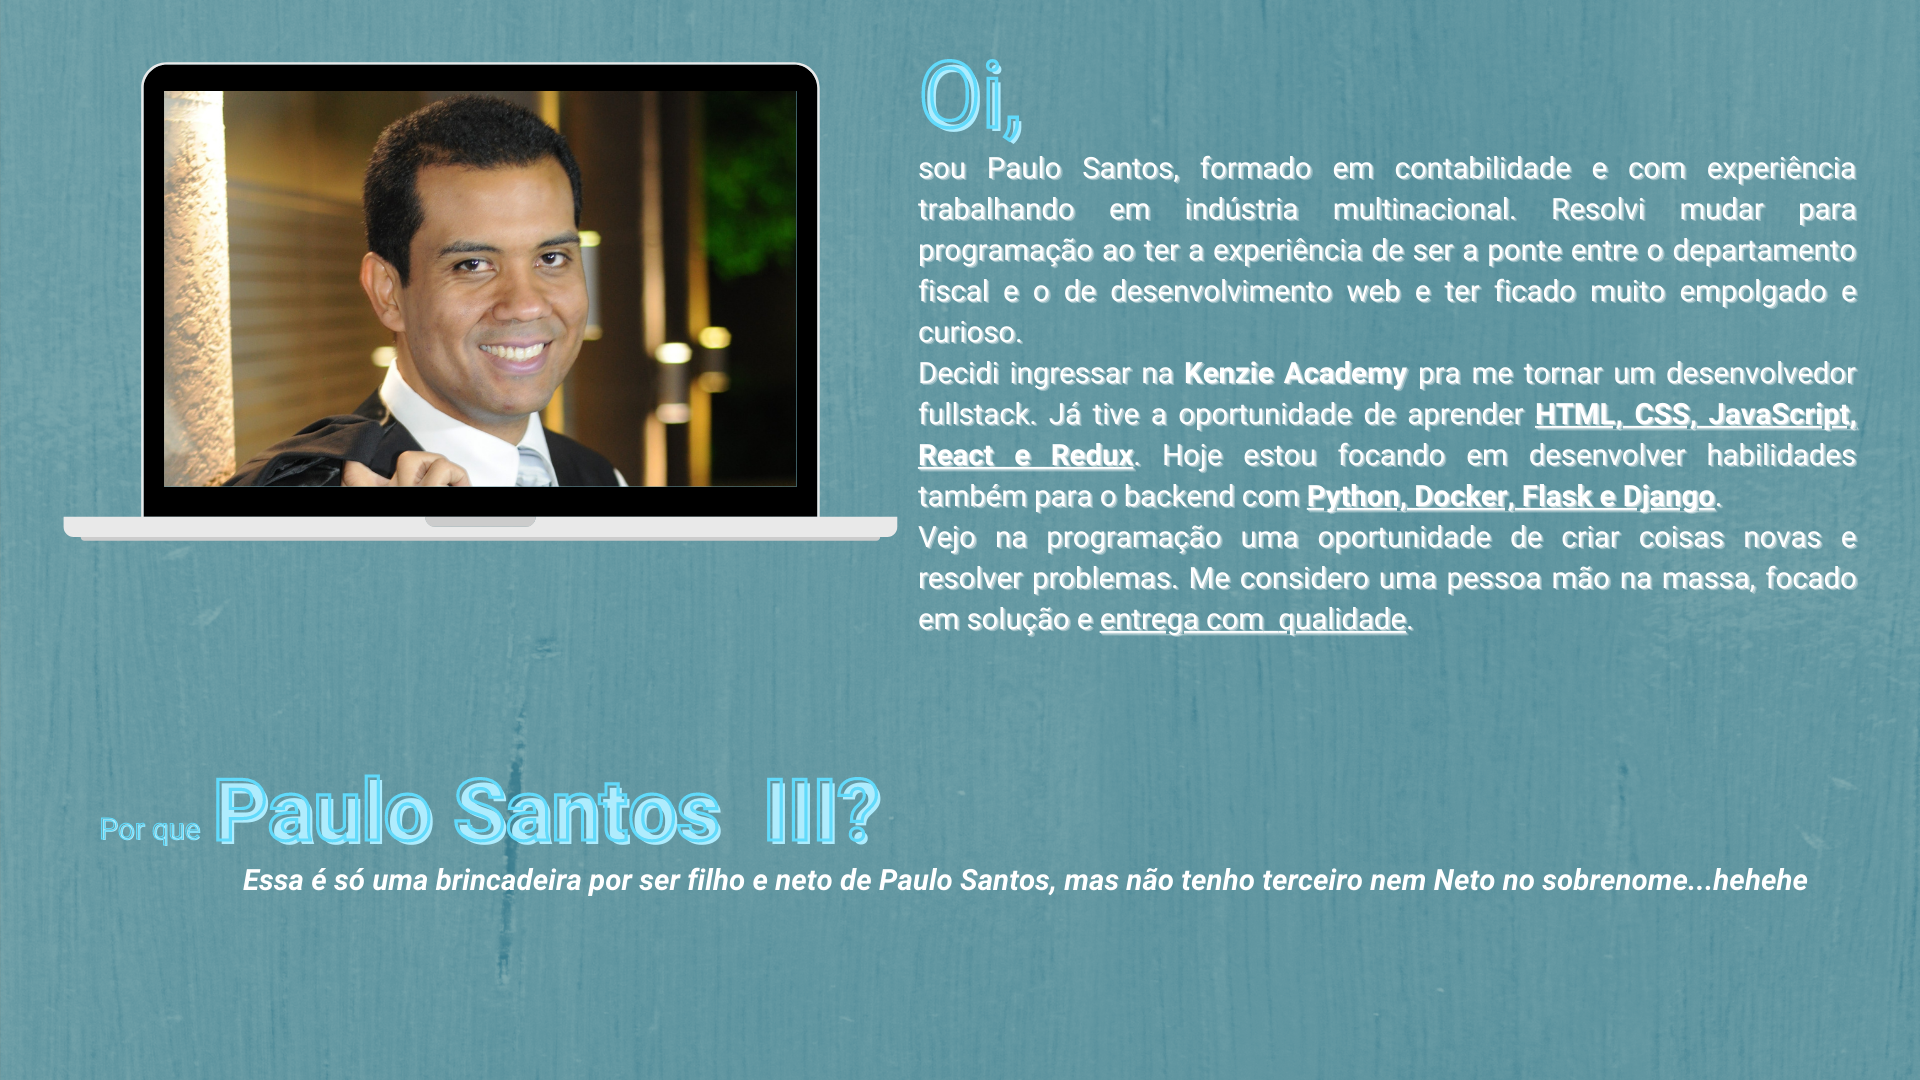 Oi,
sou Paulo Santos, formado em contabilidade e com experiência
trabalhando em indústria multinacional. Resolvi mudar para
programação ao ter a experiência de ser a ponte entre o departamento
fiscal e o de desenvolvimento web e ter ficado muito empolgado e
curioso.
Decidi ingressar na Kenzie Academy pra me tornar um desenvolvedor
fullstack. Já tive a oportunidade de aprender HTML, CSS, JavaScript,
React e Redux. Hoje estou focando em desenvolver habilidades
também para o backend com Python, Docker, Flask e Django.
Vejo na programação uma oportunidade de criar coisas novas e
resolver problemas. Me considero uma pessoa mão na massa, focado
em solução e entrega com qualidade.
Por que Paulo Santos III?
Essa é só uma brincadeira por ser filho e neto de Paulo Santos, mas não tenho terceiro nem Neto no sobrenome...hehehe